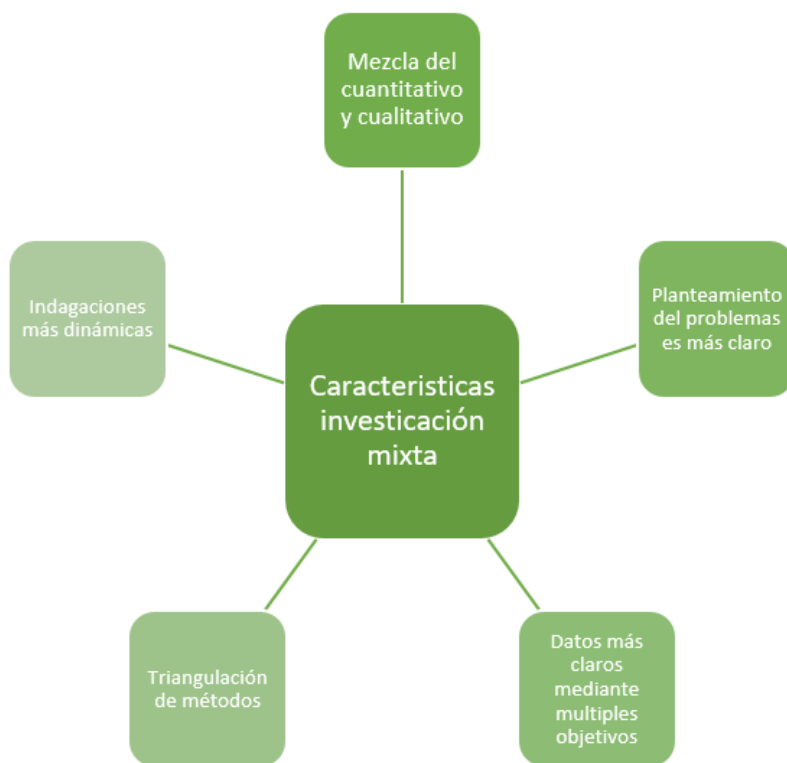 Mezcla del
cuantitativo
y cualitativo
Indagaciones
más dinámicas
Planteamiento
del problemas
es más claro
Caracteristicas
investicación
mixta
Triangulación
de métodos
Datos más
claros
mediante
multiples
objetivos